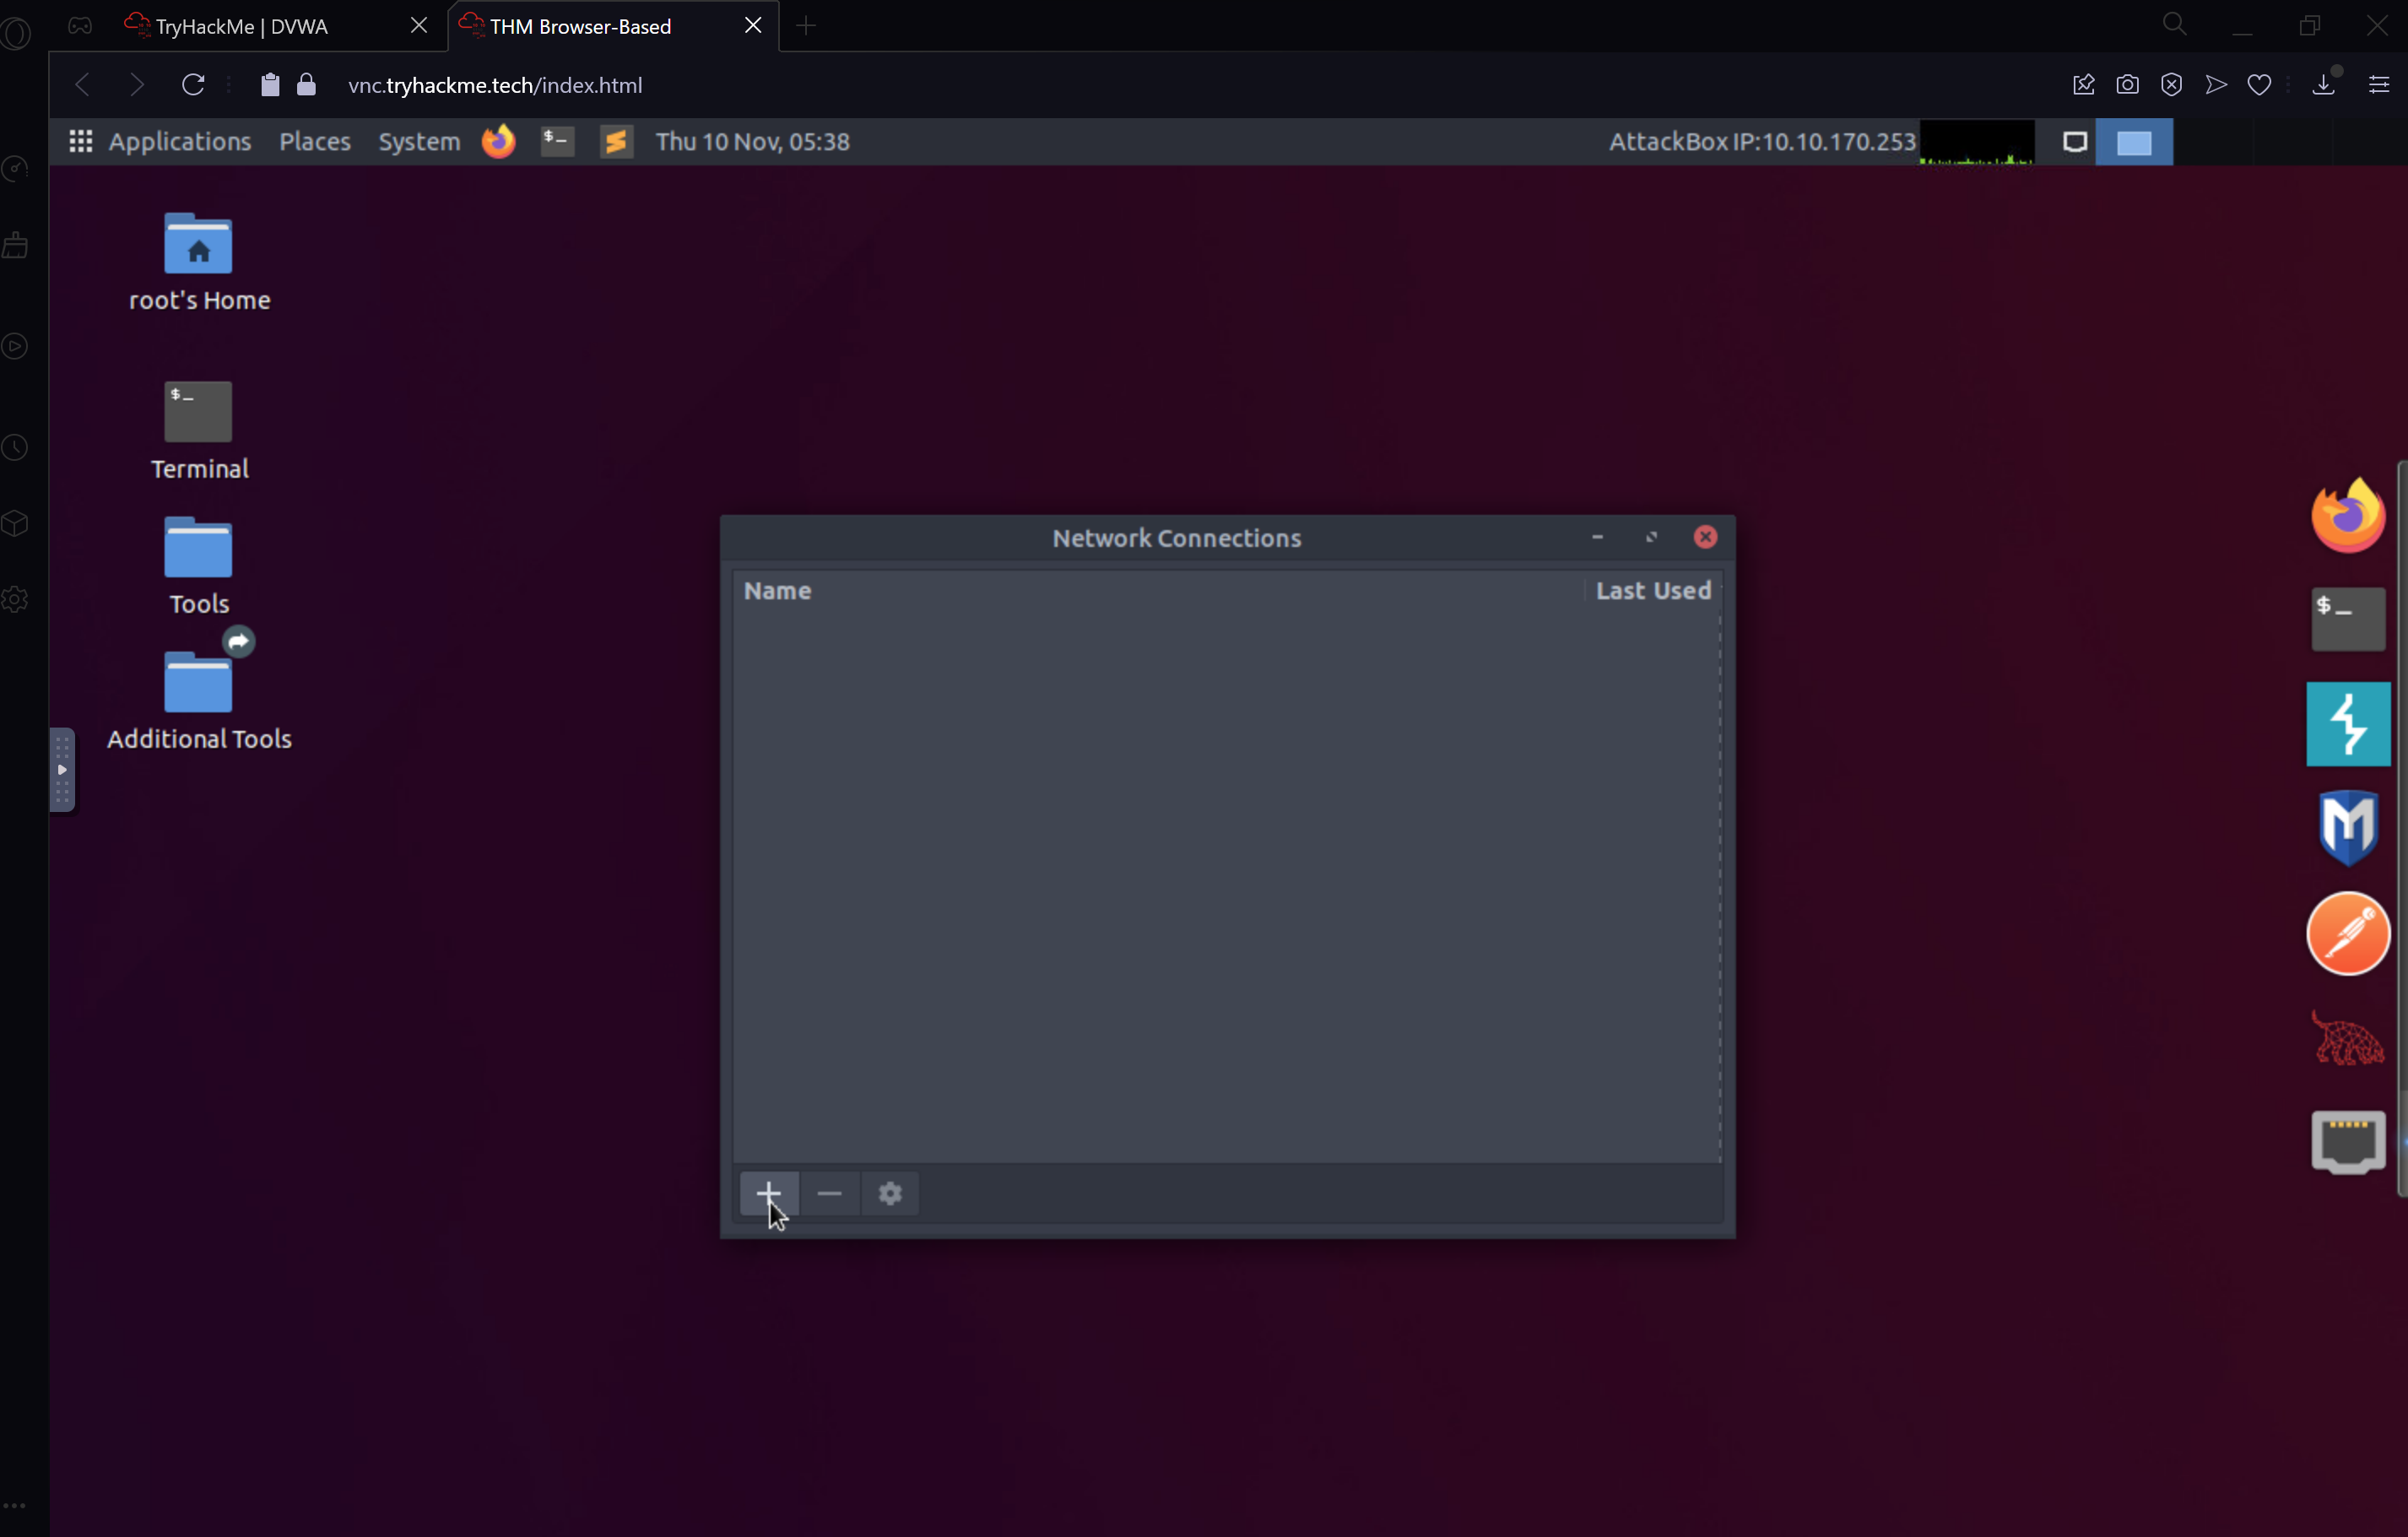 TryHackMe | DVWA
THM Browser-Based
vnc.tryhackme.tech/index.html
Applications Places System $_ Thu 10 Nov, 05:38 AttackBox IP:10.10.170.253
root's Home
$_
Terminal
Tools
Additional Tools
Network Connections
Name Last Used
$_